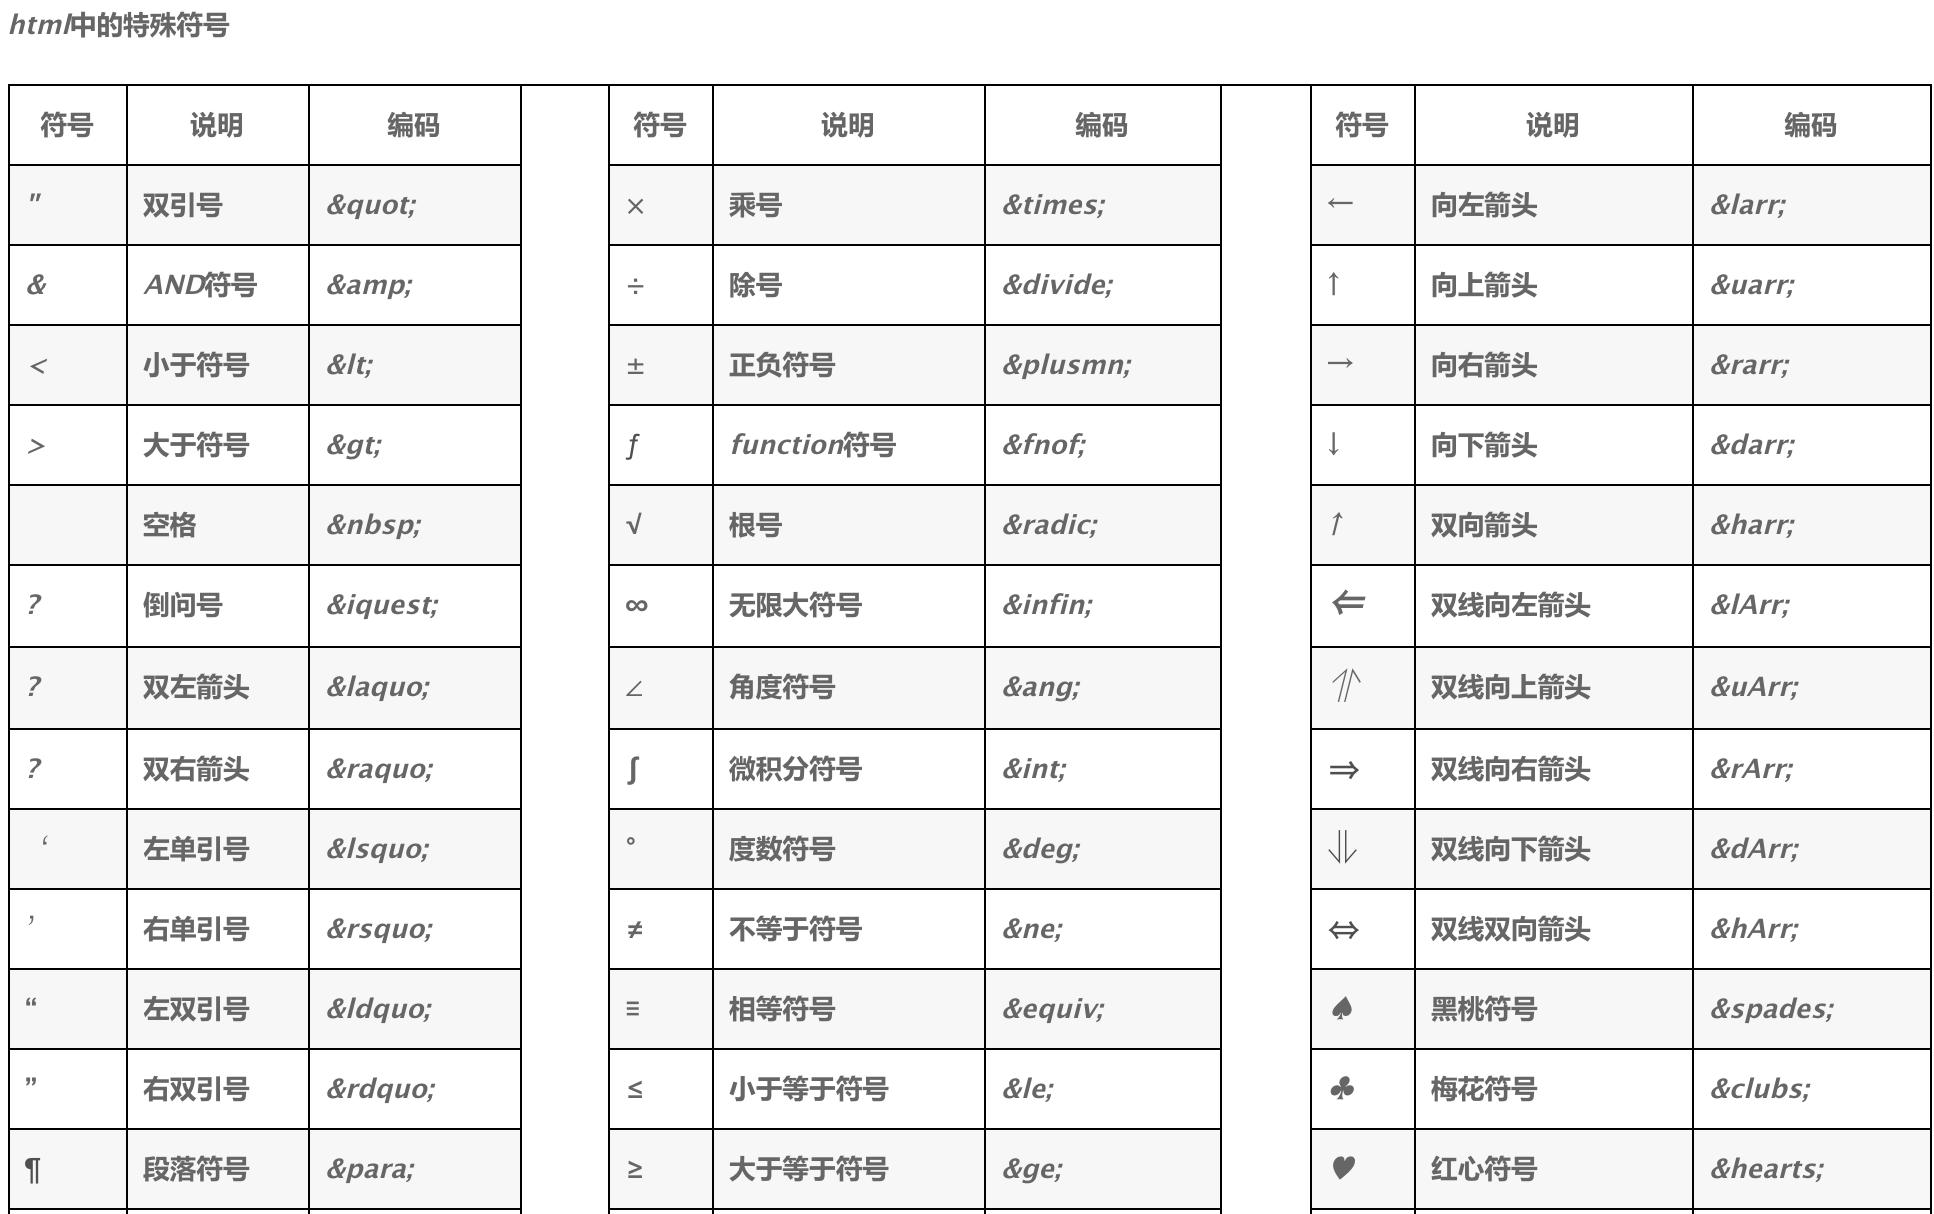 html中的特殊符号
符号 说明 编码 符号 说明 编码 符号 说明 编码
" 双引号 &quot; × 乘号 &times; ← 向左箭头 &larr;
& AND符号 &amp; ÷ 除号 &divide; ↑ 向上箭头 &uarr;
< 小于符号 &lt; ± 正负符号 &plusmn; → 向右箭头 &rarr;
> 大于符号 &gt; ƒ function符号 &fnof; ↓ 向下箭头 &darr;
空格 &nbsp; √ 根号 &radic; ↑ 双向箭头 &harr;
? 倒问号 &iquest; ∞ 无限大符号 &infin; ⇐ 双线向左箭头 &lArr;
? 双左箭头 &laquo; ∠ 角度符号 &ang; ⇑ 双线向上箭头 &uArr;
? 双右箭头 &raquo; ∫ 微积分符号 &int; ⇒ 双线向右箭头 &rArr;
‘ 左单引号 &lsquo; ° 度数符号 &deg; ⇓ 双线向下箭头 &dArr;
’ 右单引号 &rsquo; ≠ 不等于符号 &ne; ⇔ 双线双向箭头 &hArr;
“ 左双引号 &ldquo; ≡ 相等符号 &equiv; ♠ 黑桃符号 &spades;
” 右双引号 &rdquo; ≤ 小于等于符号 &le; ♣ 梅花符号 &clubs;
¶ 段落符号 &para; ≥ 大于等于符号 &ge; ♥ 红心符号 &hearts;